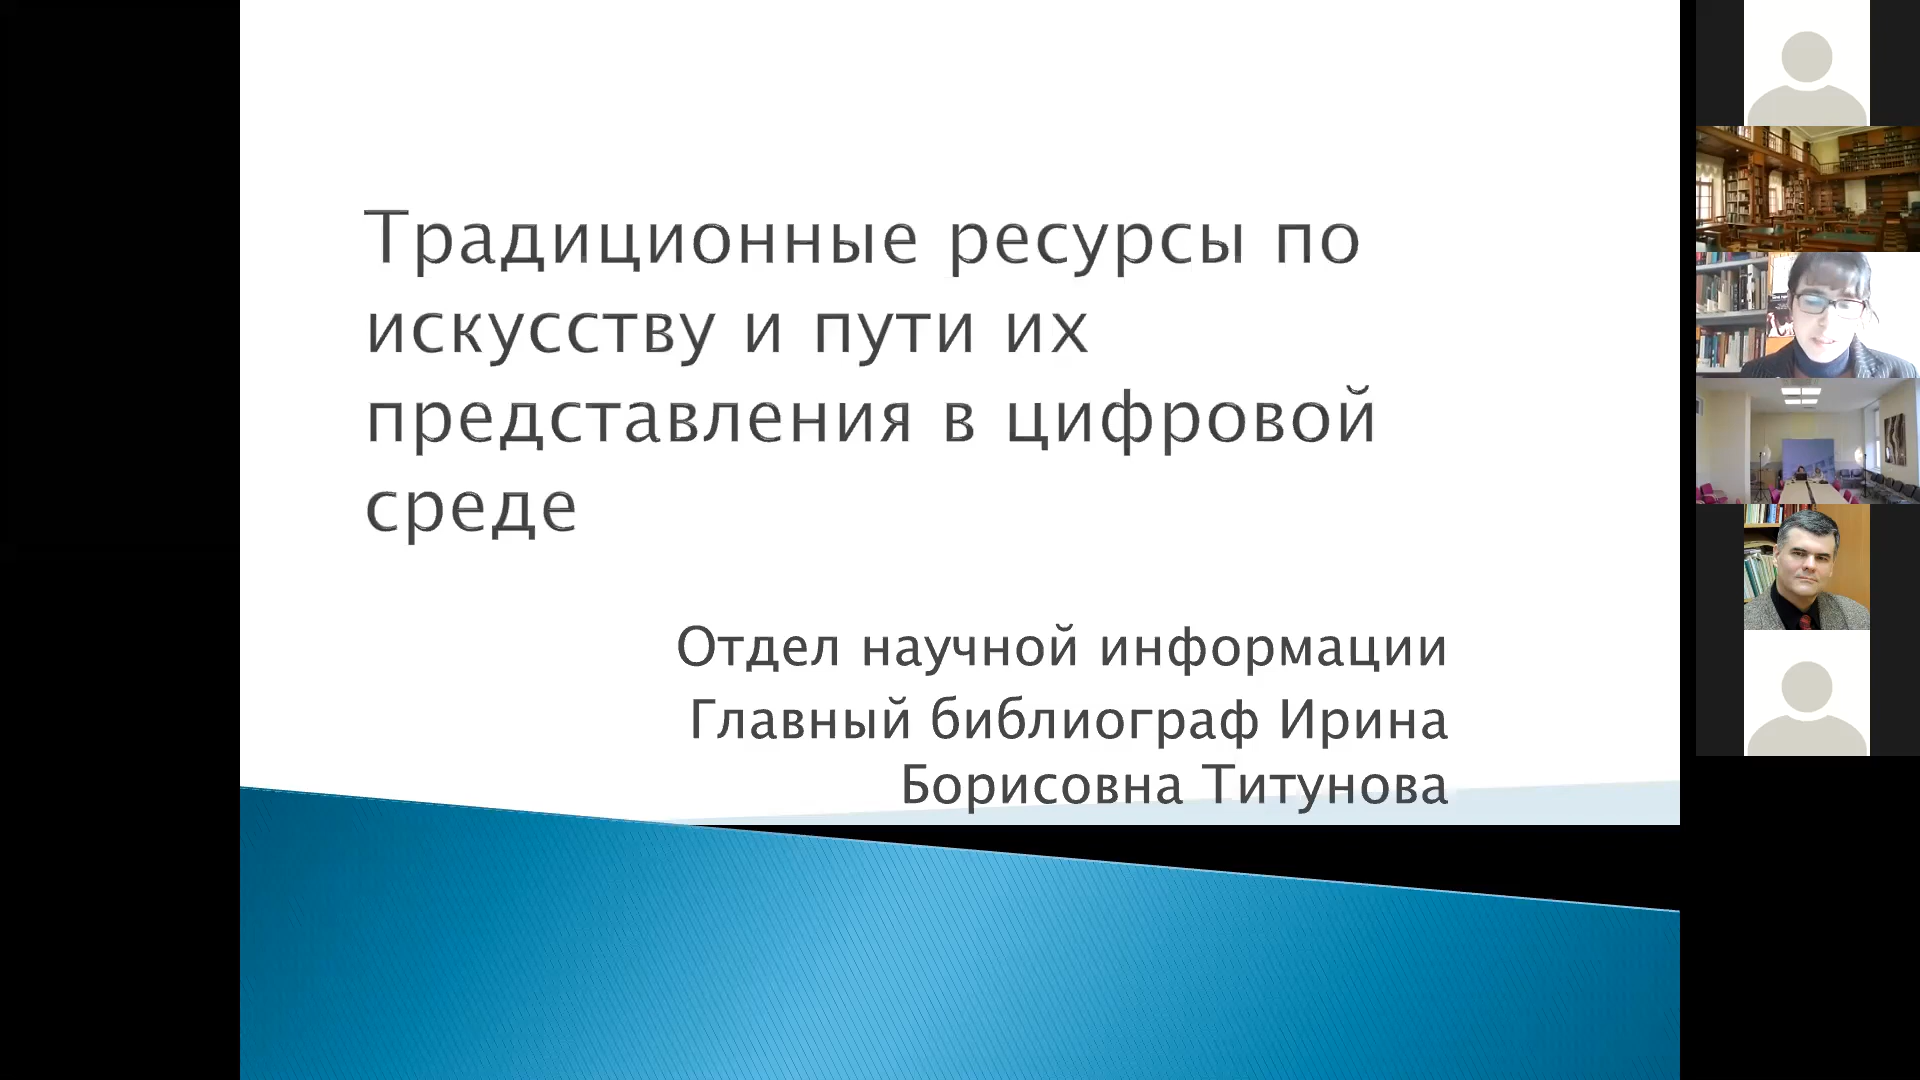 Традиционные ресурсы по
искусству и пути их
представления в цифровой
среде
Отдел научной информации
Главный библиограф Ирина
Борисовна Титунова